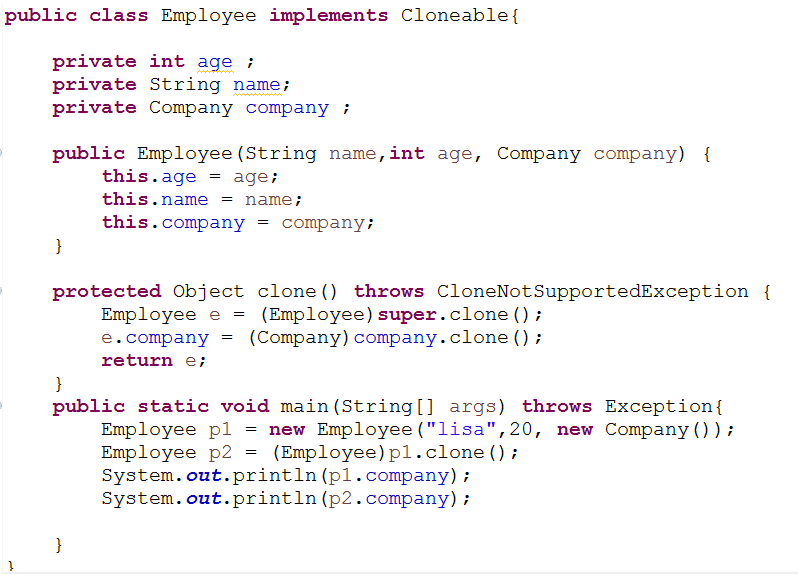 public class Employee implements Cloneable{
private int age ;
private String name;
private Company company ;
public Employee(String name,int age, Company company) {
this.age = age;
this.name = name;
this.company = company;
}
protected Object clone() throws CloneNotSupportedException {
Employee e = (Employee)super.clone();
e.company = (Company)company.clone();
return e;
}
public static void main(String[] args) throws Exception{
Employee p1 = new Employee("lisa",20, new Company());
Employee p2 = (Employee)p1.clone();
System.out.println(p1.company);
System.out.println(p2.company);
}
}